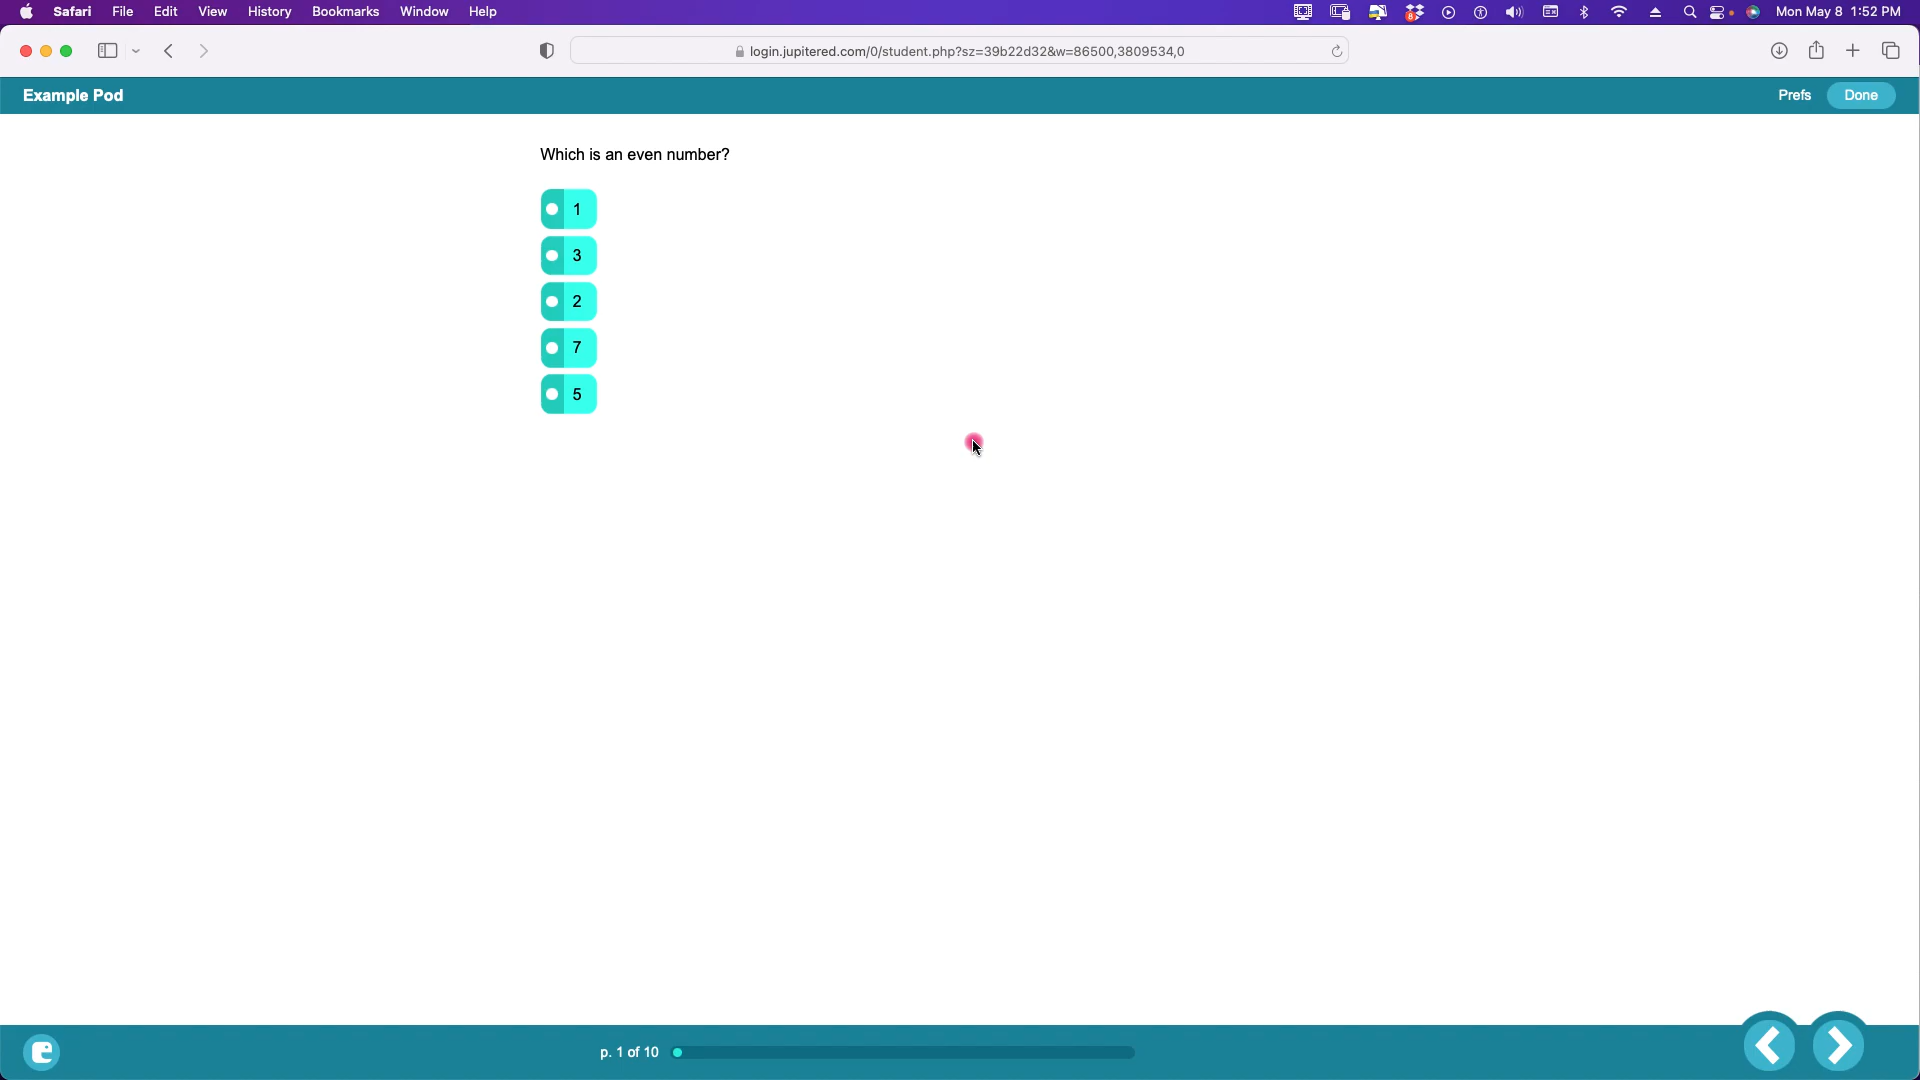 Safari File Edit View History Bookmarks Window Help 8 Mon May 8 1:52 PM
login.jupitered.com/0/student.php?sz=39b22d32&w=86500,3809534,0
Example Pod Prefs Done
Which is an even number?
1
3
2
7
5
p. 1 of 10